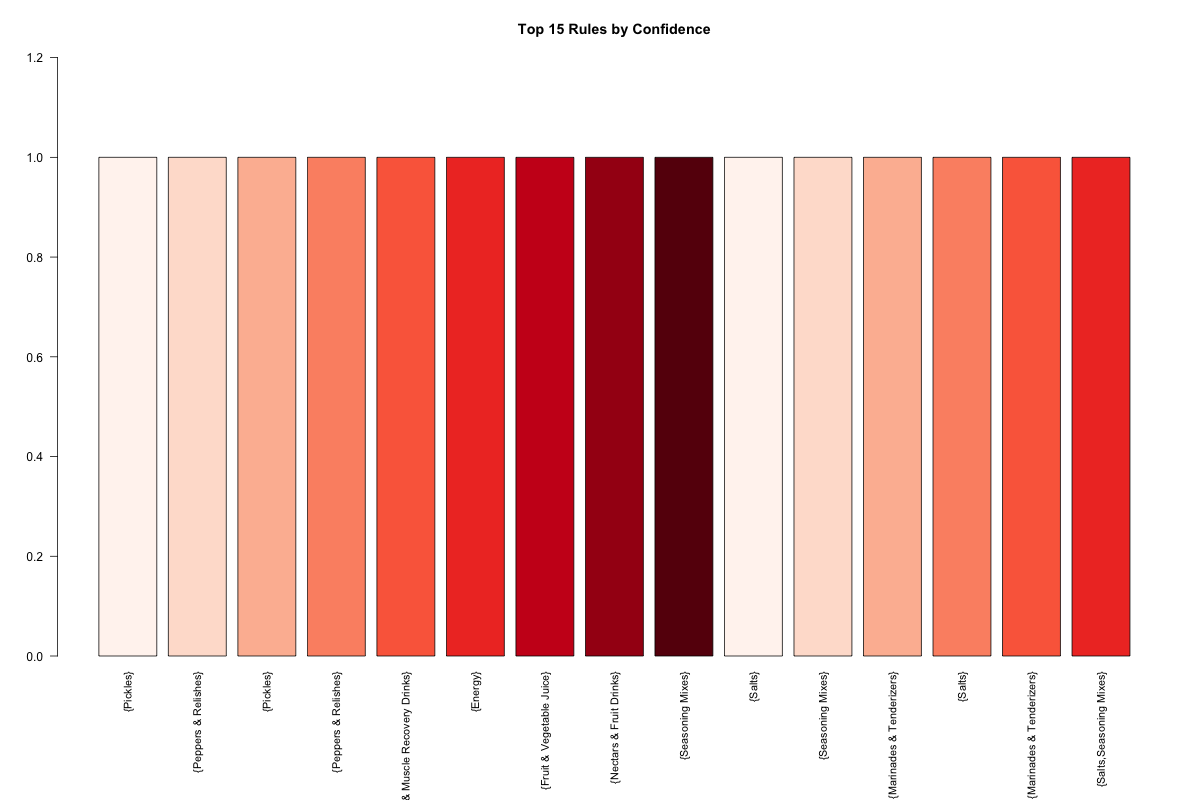 Top 15 Rules by Confidence
1.2
1.0
0.8
0.6
0.4
0.2
0.0
{Pickles}
{Peppers & Relishes}
{Pickles}
{Peppers & Relishes}
& Muscle Recovery Drinks}
{Energy}
{Fruit & Vegetable Juice}
{Nectars & Fruit Drinks}
{Seasoning Mixes}
{Salts}
{Seasoning Mixes}
{Marinades & Tenderizers}
{Salts}
{Marinades & Tenderizers}
{Salts,Seasoning Mixes}